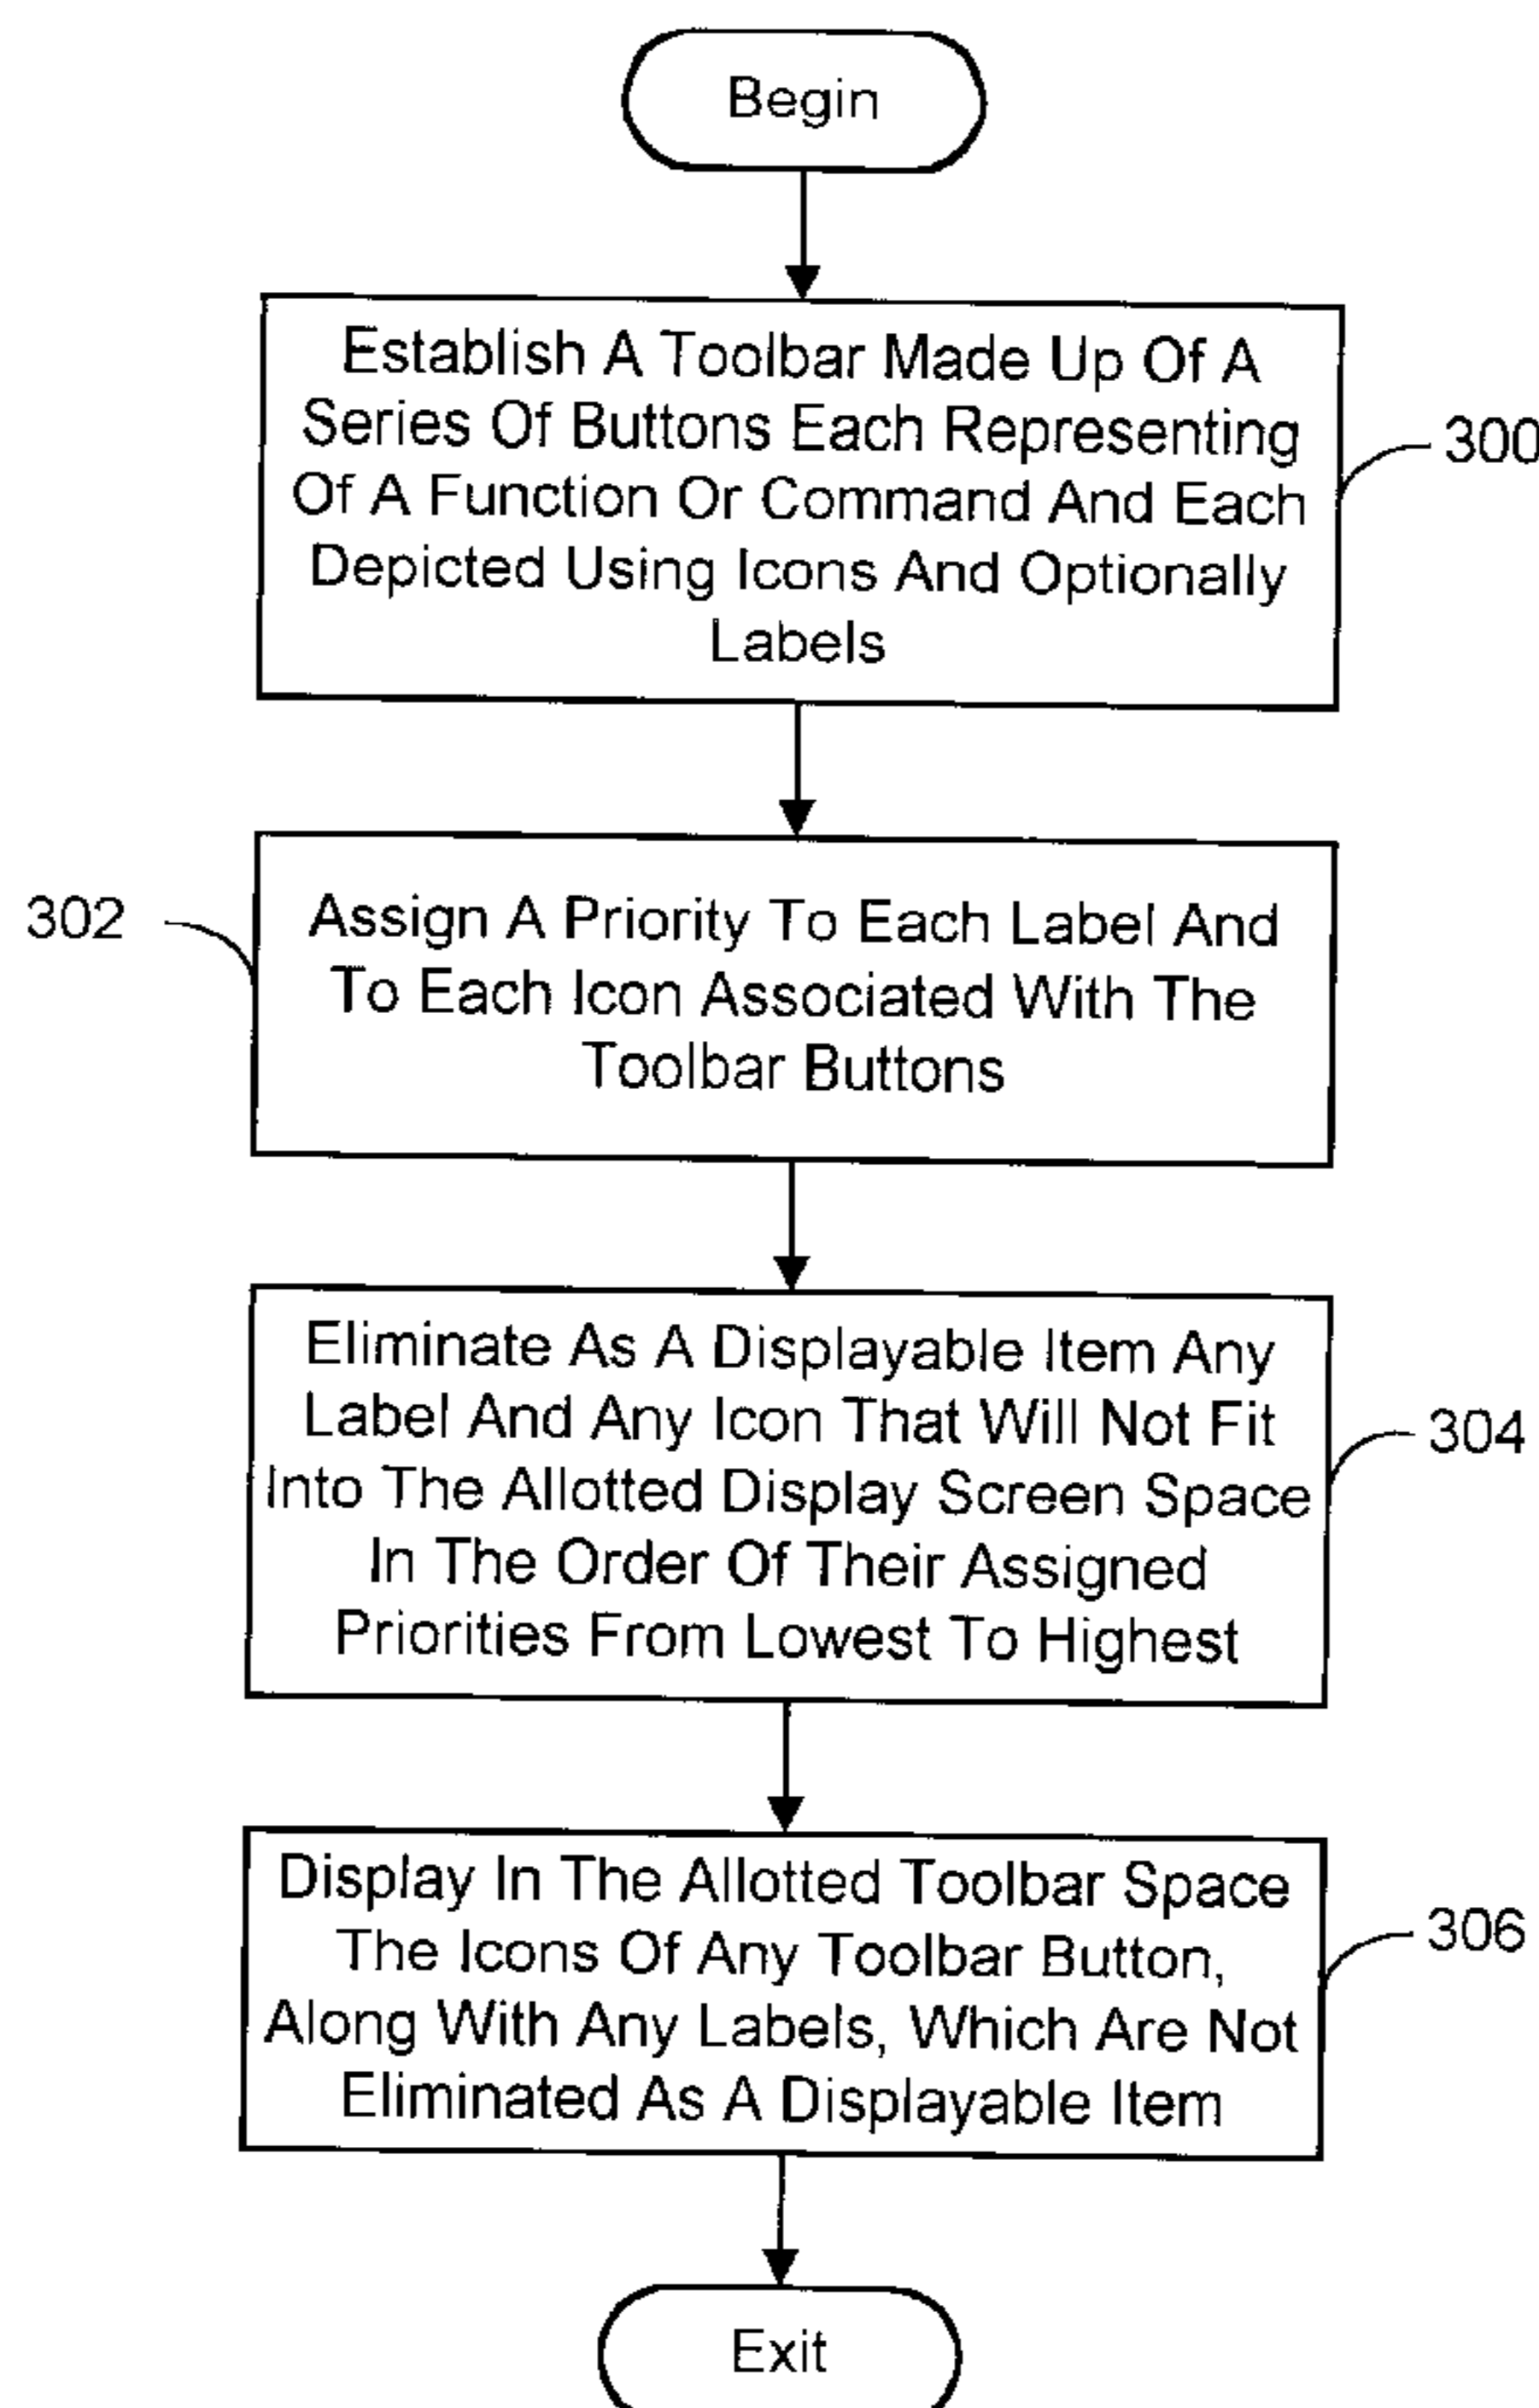 Begin
Establish A Toolbar Made Up Of A
Series Of Buttons Each Representing
Of A Function Or Command And Each
Depicted Using Icons And Optionally
Labels
300
302
Assign A Priority To Each Label And
To Each Icon Associated With The
Toolbar Buttons
Eliminate As A Displayable Item Any
Label And Any Icon That Will Not Fit
Into The Allotted Display Screen Space
In The Order Of Their Assigned
Priorities From Lowest To Highest
304
Display In The Allotted Toolbar Space
The Icons Of Any Toolbar Button,
Along With Any Labels, Which Are Not
Eliminated As A Displayable Item
306
Exit